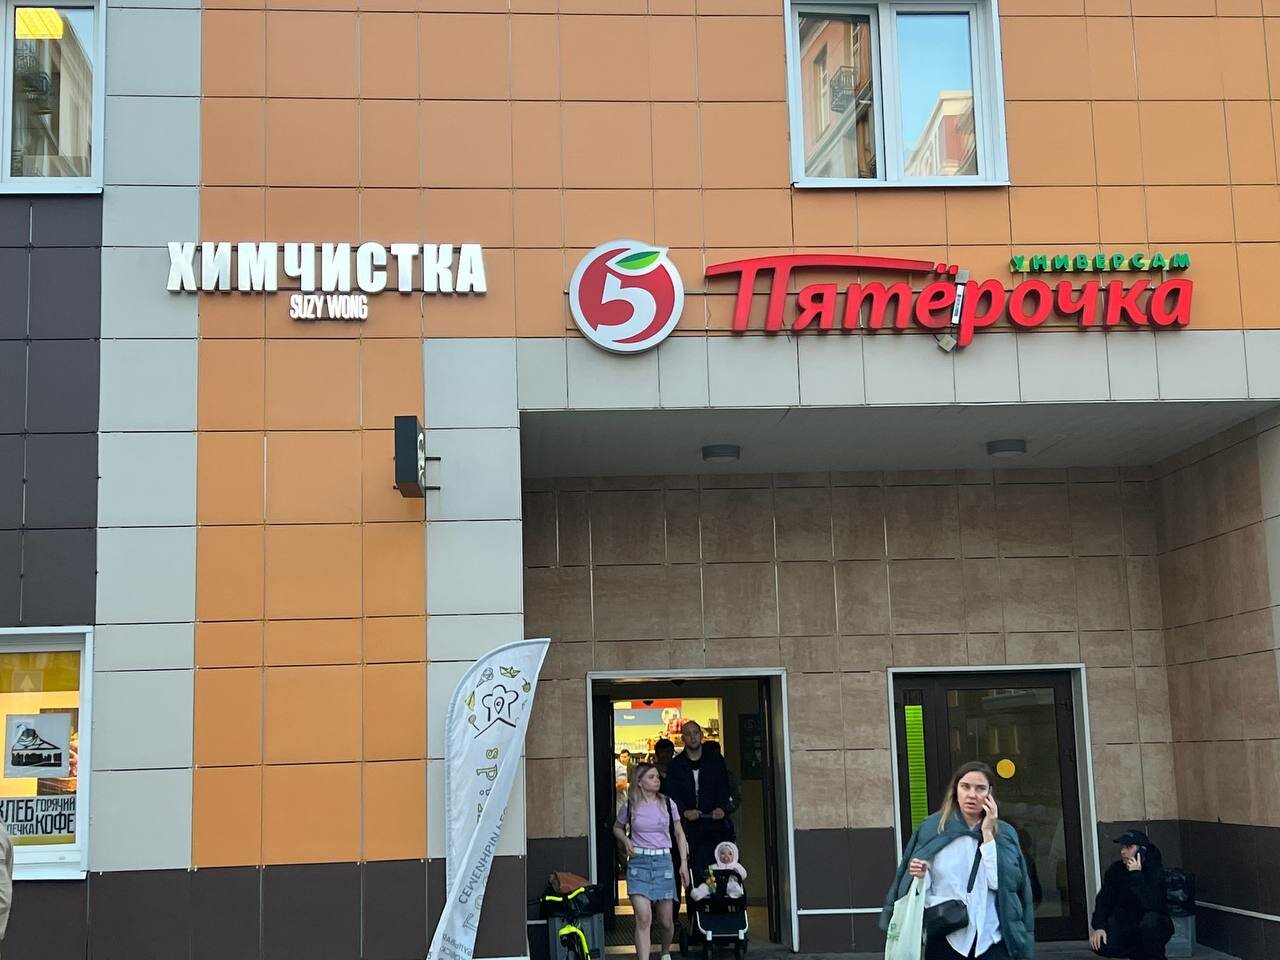 ХИМЧИСТКА
SUZY WONG
5
УНИВЕРСАМ
Пятёрочка
ХЛЕБ
ГОРЯЧИЙ
КОФЕ